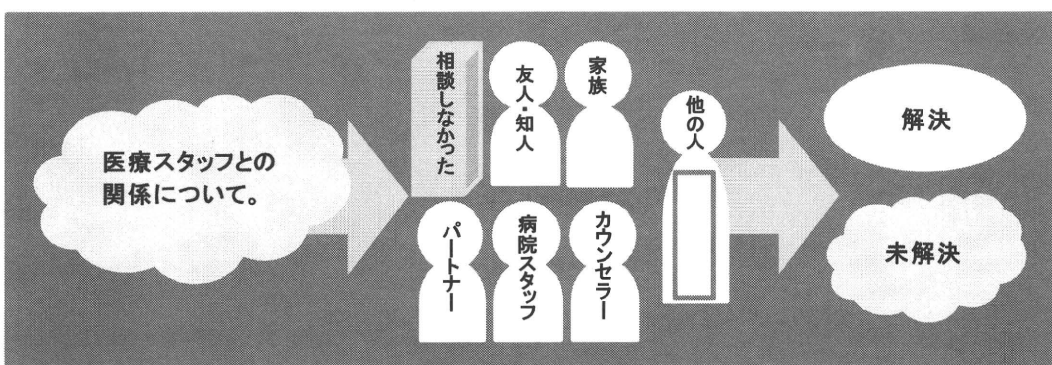 医療スタッフとの
関係について。
相談しなかった
友人・知人
家族
パートナー
病院スタッフ
カウンセラー
他の人
解決
未解決